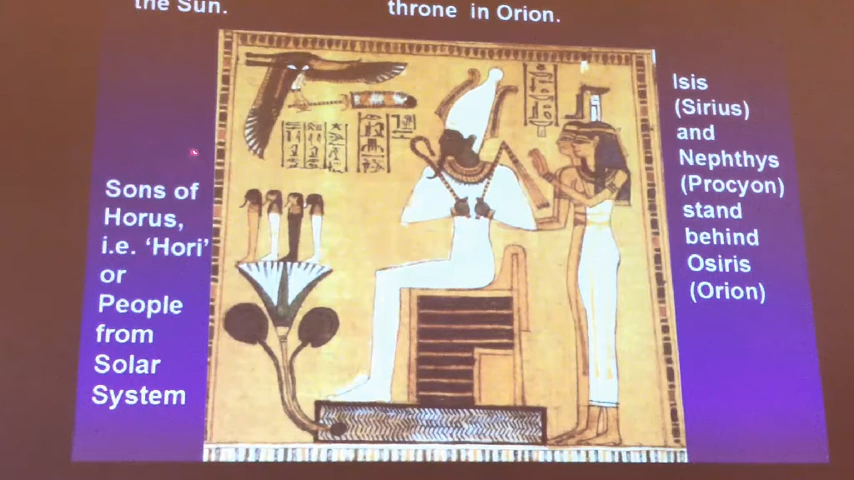 the Sun.
throne in Orion.
Sons of
Horus,
i.e. 'Hori'
or
People
from
Solar
System
Isis
(Sirius)
and
Nephthys
(Procyon)
stand
behind
Osiris
(Orion)